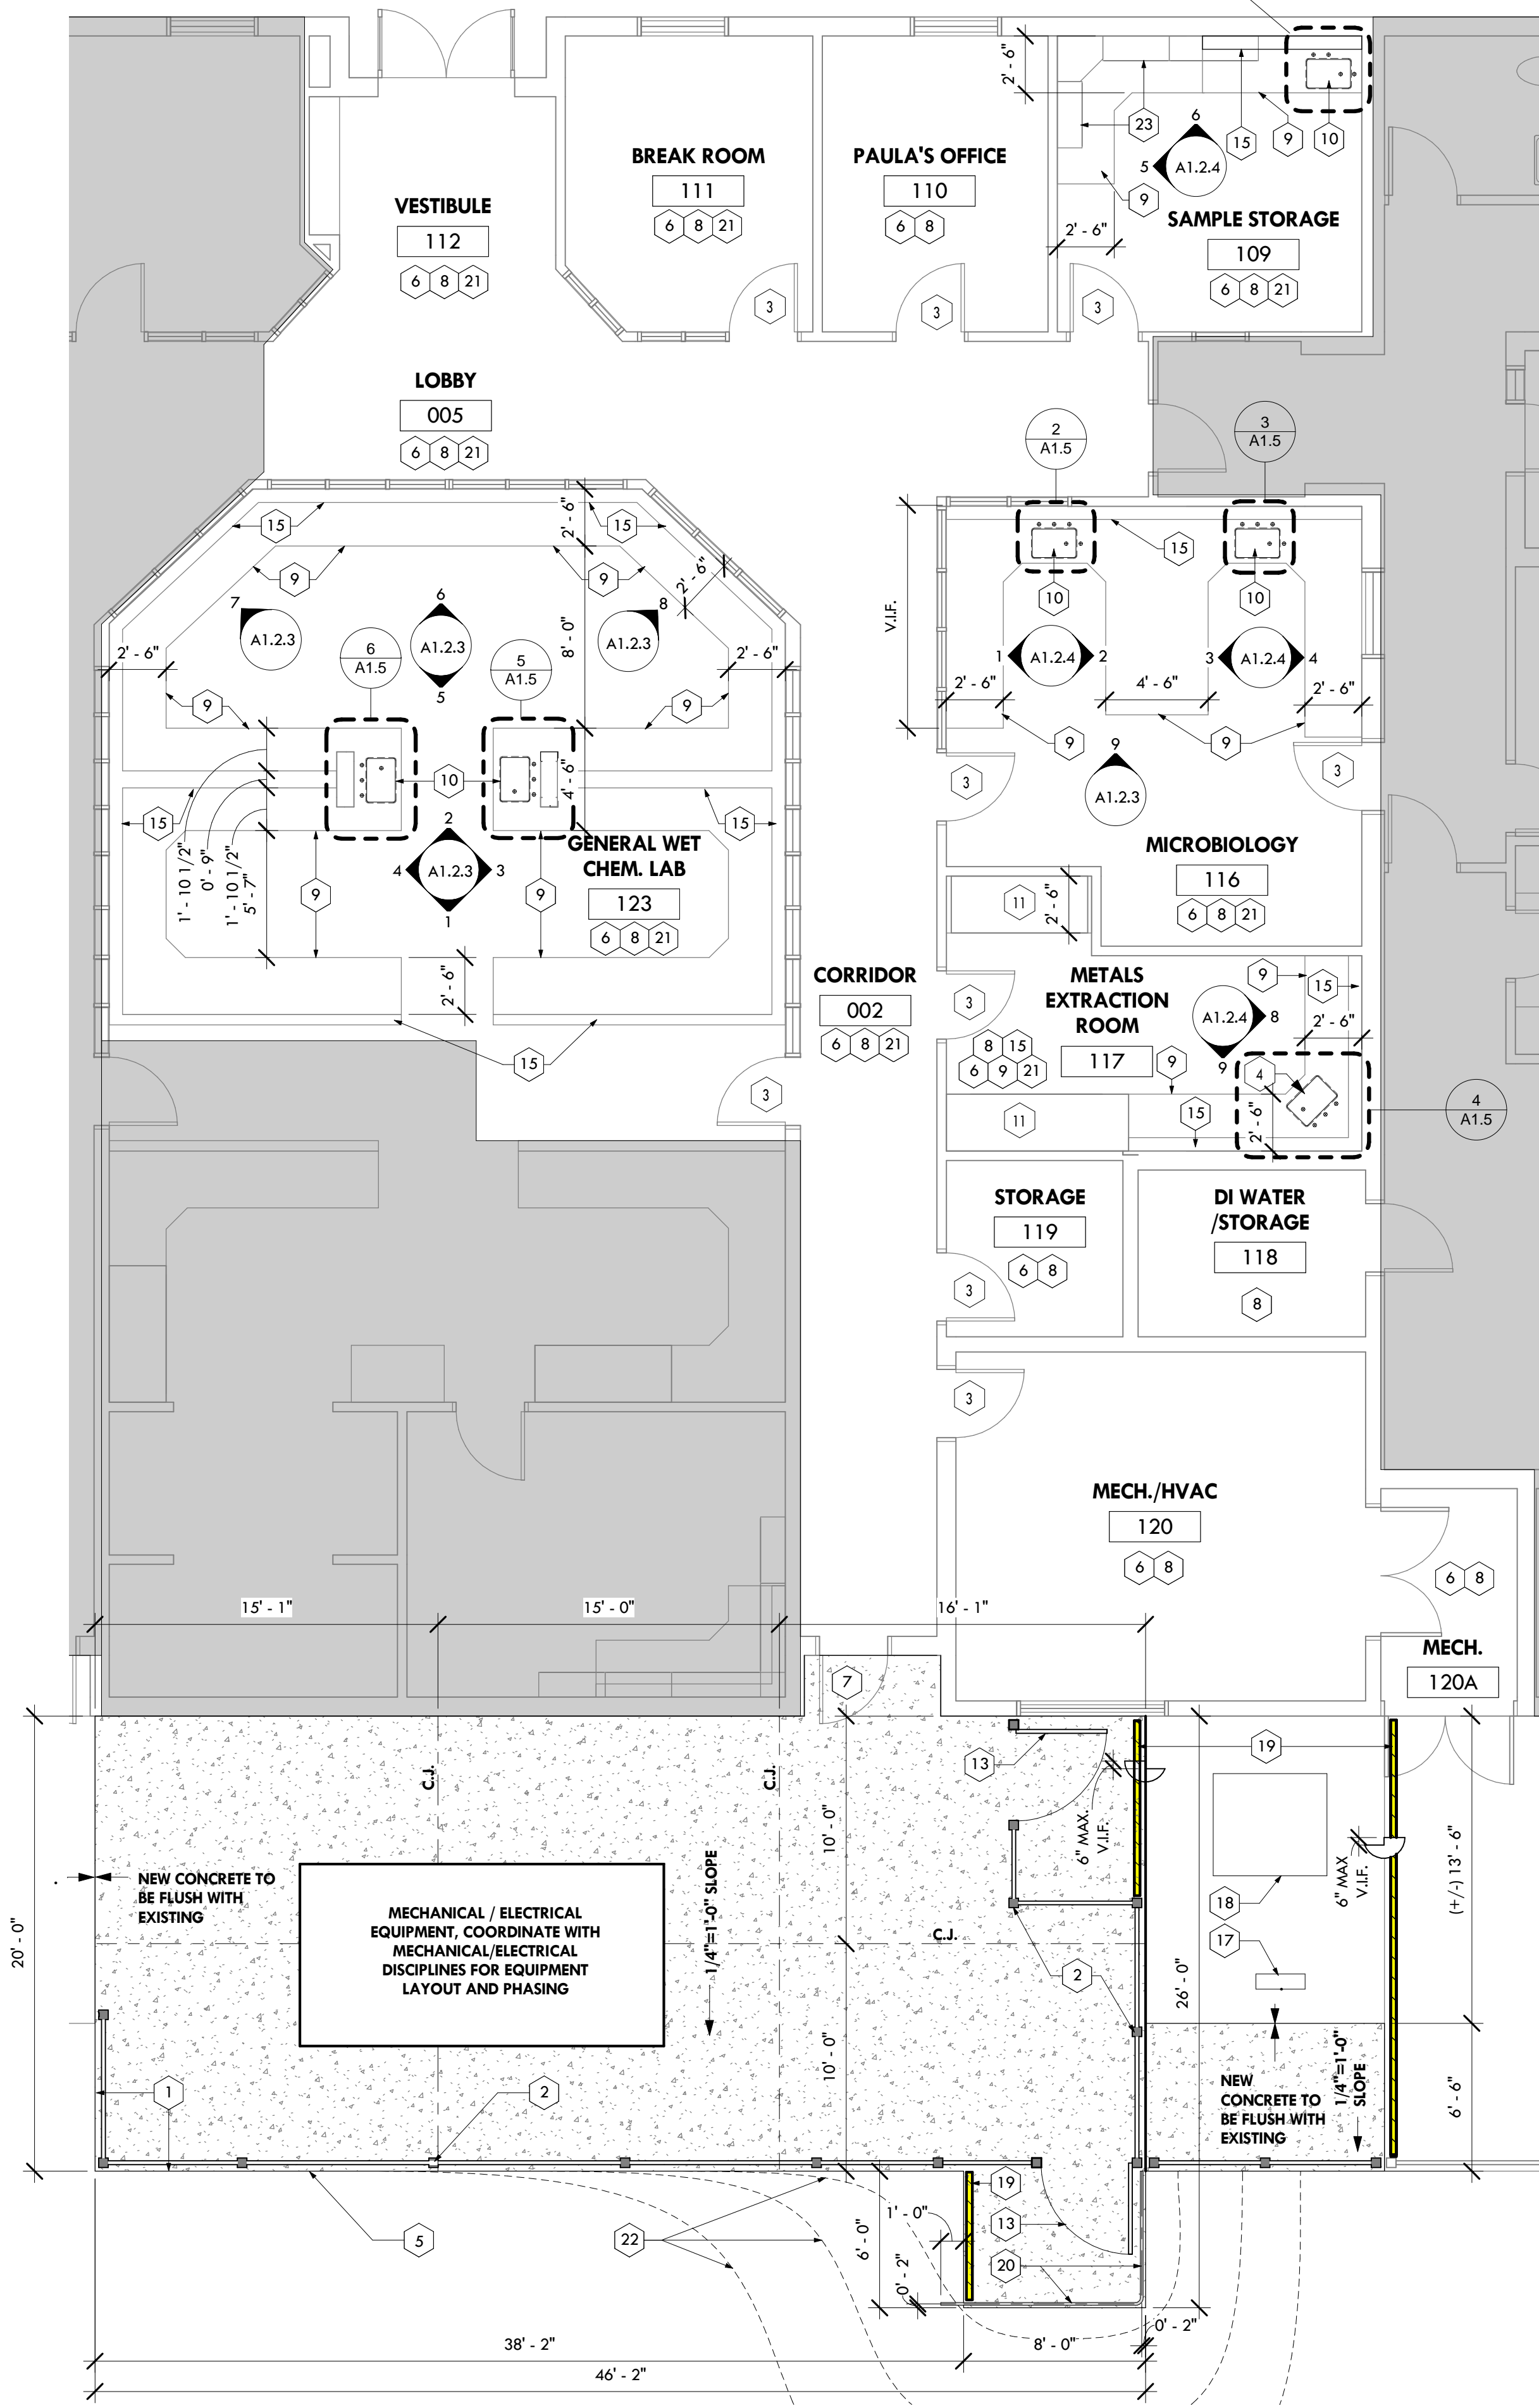 2' - 6"
23
15
9
10
6
5
A1.2.4
9
2' - 6"
SAMPLE STORAGE
109
6 8 21
3
BREAK ROOM
111
6 8 21
3
PAULA'S OFFICE
110
6 8
3
VESTIBULE
112
6 8 21
LOBBY
005
6 8 21
2
A1.5
3
A1.5
15
15
2' - 6"
9
9
2' - 6"
7
A1.2.3
6
A1.2.3
5
8
A1.2.3
6
A1.5
5
A1.5
8' - 0"
2' - 6"
2' - 6"
9
9
10
4' - 6"
15
15
1' - 10 1/2"
0' - 9"
1' - 10 1/2"
5' - 7"
9
9
2
4
A1.2.3
3
1
GENERAL WET
CHEM. LAB
123
6 8 21
2' - 6"
15
3
V.I.F.
15
10
10
1
A1.2.4
2
3
A1.2.4
4
2' - 6"
4' - 6"
2' - 6"
9
9
3
3
9
A1.2.3
MICROBIOLOGY
116
6 8 21
11
2' - 6"
CORRIDOR
002
6 8 21
3
METALS
EXTRACTION
ROOM
117
8 15
6 9 21
9
15
A1.2.4
8
9
2' - 6"
9
4
15
2' - 6"
11
4
A1.5
STORAGE
119
6 8
3
DI WATER
/STORAGE
118
8
3
MECH./HVAC
120
6 8
6 8
MECH.
120A
15' - 1"
15' - 0"
16' - 1"
7
13
19
C.J.
C.J.
C.J.
10' - 0"
10' - 0"
6" MAX.
V.I.F.
6" MAX
V.I.F.
18
17
(+/-) 13' - 6"
6' - 6"
26' - 0"
20' - 0"
NEW CONCRETE TO
BE FLUSH WITH
EXISTING
MECHANICAL / ELECTRICAL
EQUIPMENT, COORDINATE WITH
MECHANICAL/ELECTRICAL
DISCIPLINES FOR EQUIPMENT
LAYOUT AND PHASING
1/4"=1'-0" SLOPE
2
1
2
NEW
CONCRETE TO
BE FLUSH WITH
EXISTING
1/4"=1'-0"
SLOPE
5
22
19
13
20
1' - 0"
6' - 0"
0' - 2"
0' - 2"
38' - 2"
8' - 0"
46' - 2"